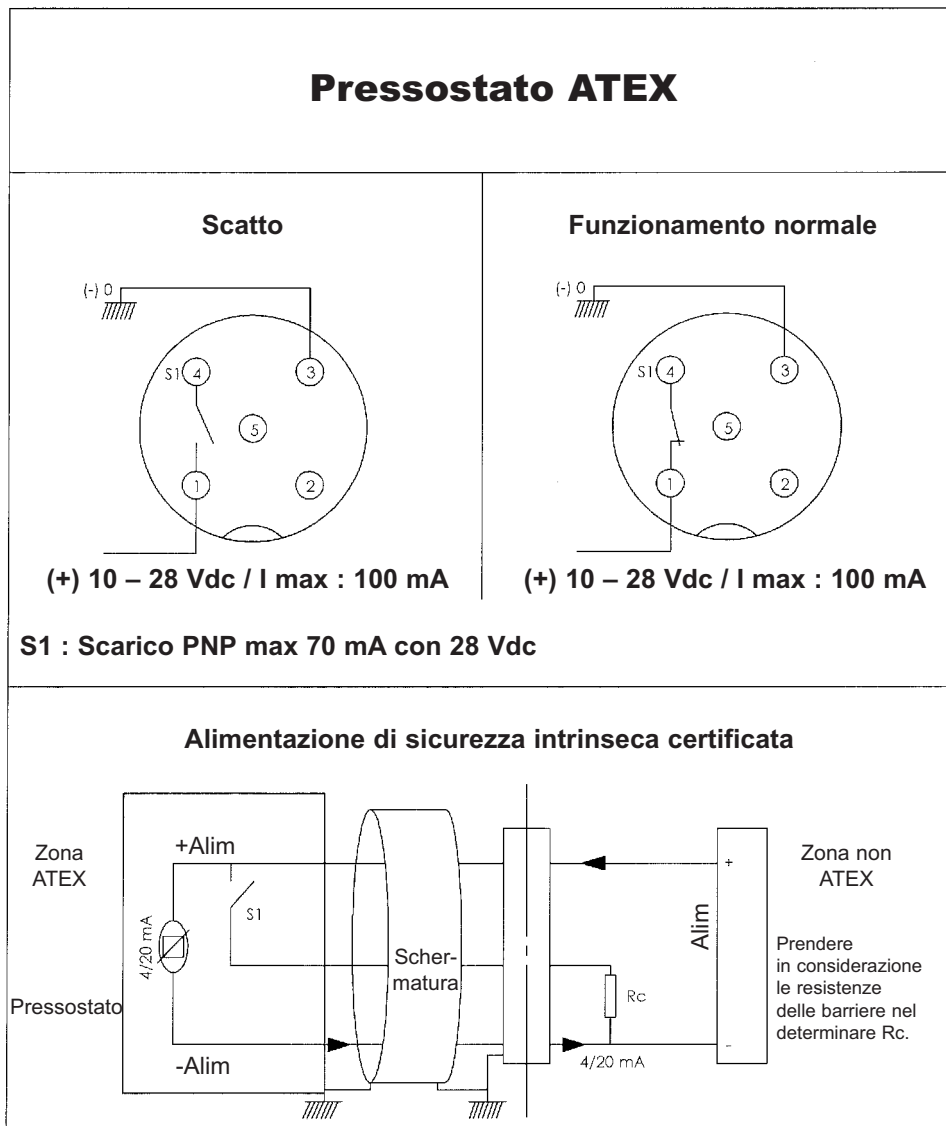 Pressostato ATEX
Scatto
(-) 0
S1 4
3
5
1
2
(+) 10 – 28 Vdc / I max : 100 mA
Funzionamento normale
(-) 0
S1 4
3
5
1
2
(+) 10 – 28 Vdc / I max : 100 mA
S1 : Scarico PNP max 70 mA con 28 Vdc
Alimentazione di sicurezza intrinseca certificata
Zona
ATEX
Pressostato
+Alim
S1
4/20 mA
-Alim
Scher-
matura
Rc
4/20 mA
+
Alim
-
Zona non
ATEX
Prendere
in considerazione
le resistenze
delle barriere nel
determinare Rc.